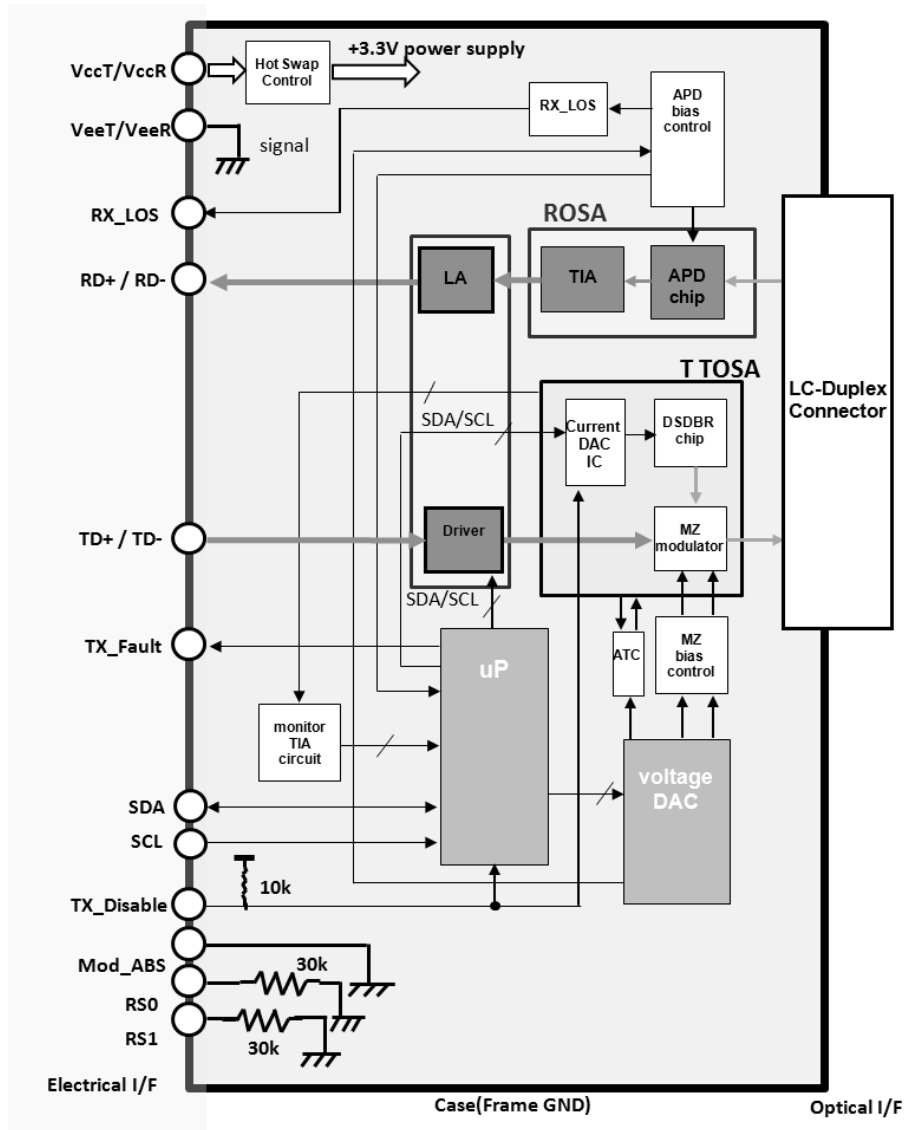 VccT/VccR
Hot Swap
Control
+3.3V power supply
VeeT/VeeR
signal
RX_LOS
APD
bias
control
RX_LOS
ROSA
RD+ / RD-
LA
TIA
APD
chip
T TOSA
LC-Duplex
Connector
SDA/SCL
Current
DAC
IC
DSDBR
chip
TD+ / TD-
Driver
MZ
modulator
SDA/SCL
TX_Fault
uP
ATC
MZ
bias
control
monitor
TIA
circuit
voltage
DAC
SDA
SCL
10k
TX_Disable
Mod_ABS
30k
RS0
RS1
30k
Electrical I/F
Case(Frame GND)
Optical I/F